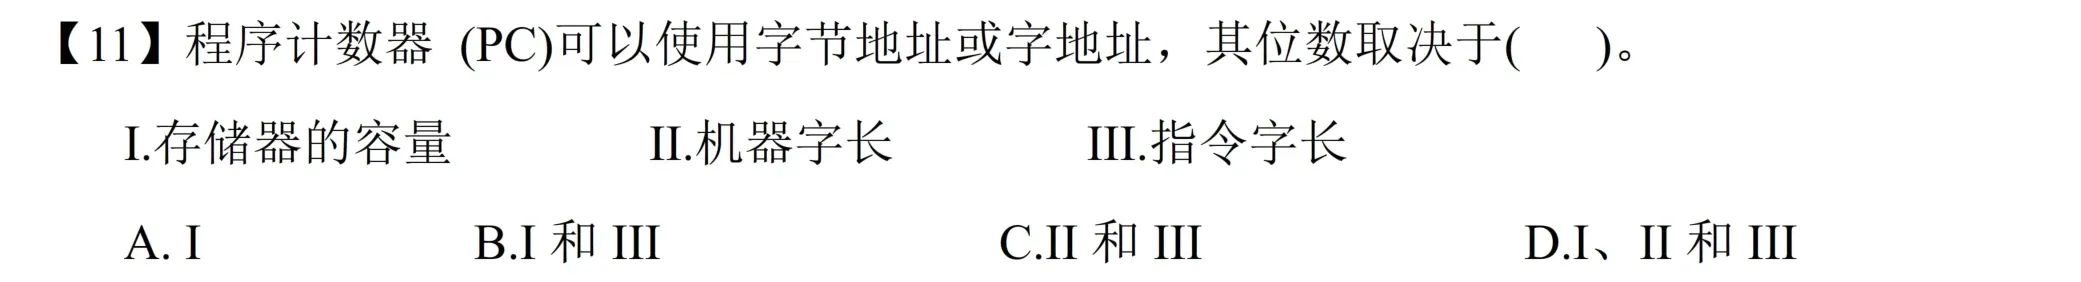 【11】程序计数器 (PC)可以使用字节地址或字地址，其位数取决于(  )。
I.存储器的容量 II.机器字长 III.指令字长
A. I B.I 和 III C.II 和 III D.I、II 和 III